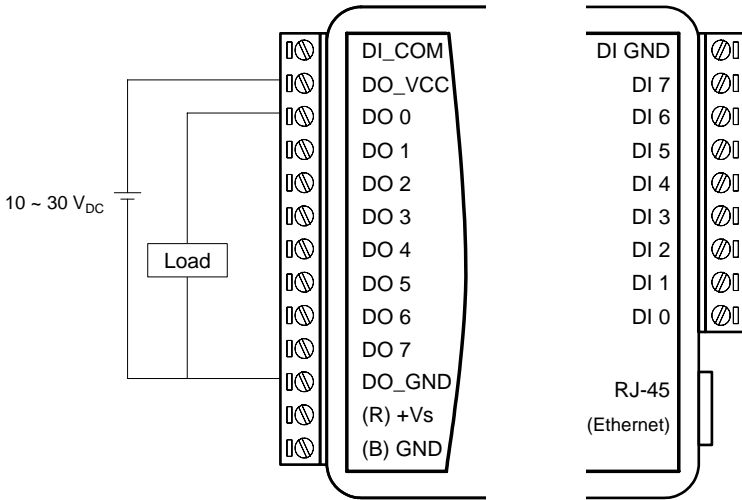 DI_COM
DO_VCC
DO 0
DO 1
DO 2
DO 3
DO 4
DO 5
DO 6
DO 7
DO_GND
(R) +Vs
(B) GND
10 ~ 30 VDC
Load
DI GND
DI 7
DI 6
DI 5
DI 4
DI 3
DI 2
DI 1
DI 0
RJ-45
(Ethernet)